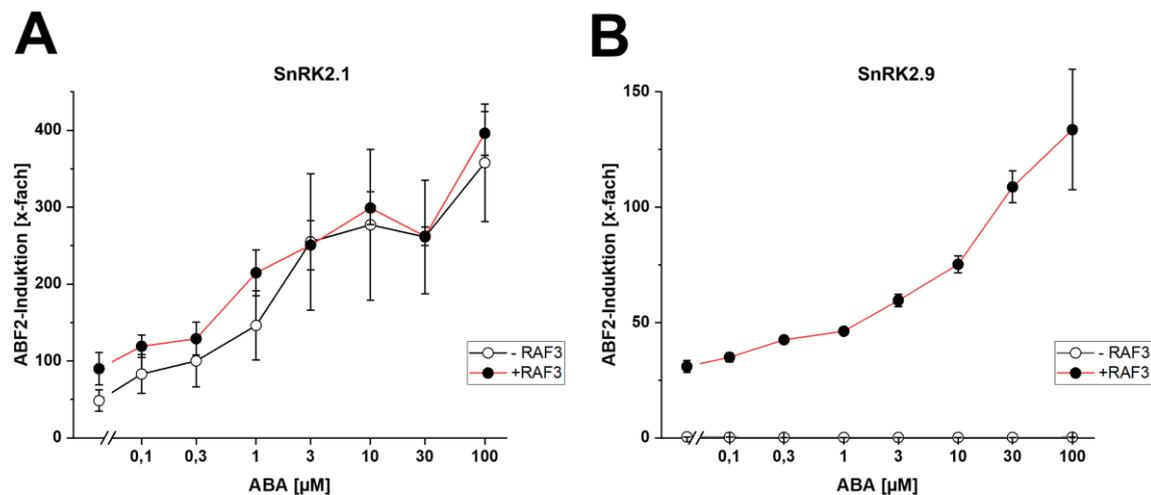 A
SnRK2.1
ABF2-Induktion [x-fach]
400
300
200
100
0
0,1 0,3 1 3 10 30 100
ABA [µM]
- RAF3
+RAF3
B
SnRK2.9
ABF2-Induktion [x-fach]
150
100
50
0
0,1 0,3 1 3 10 30 100
ABA [µM]
- RAF3
+RAF3